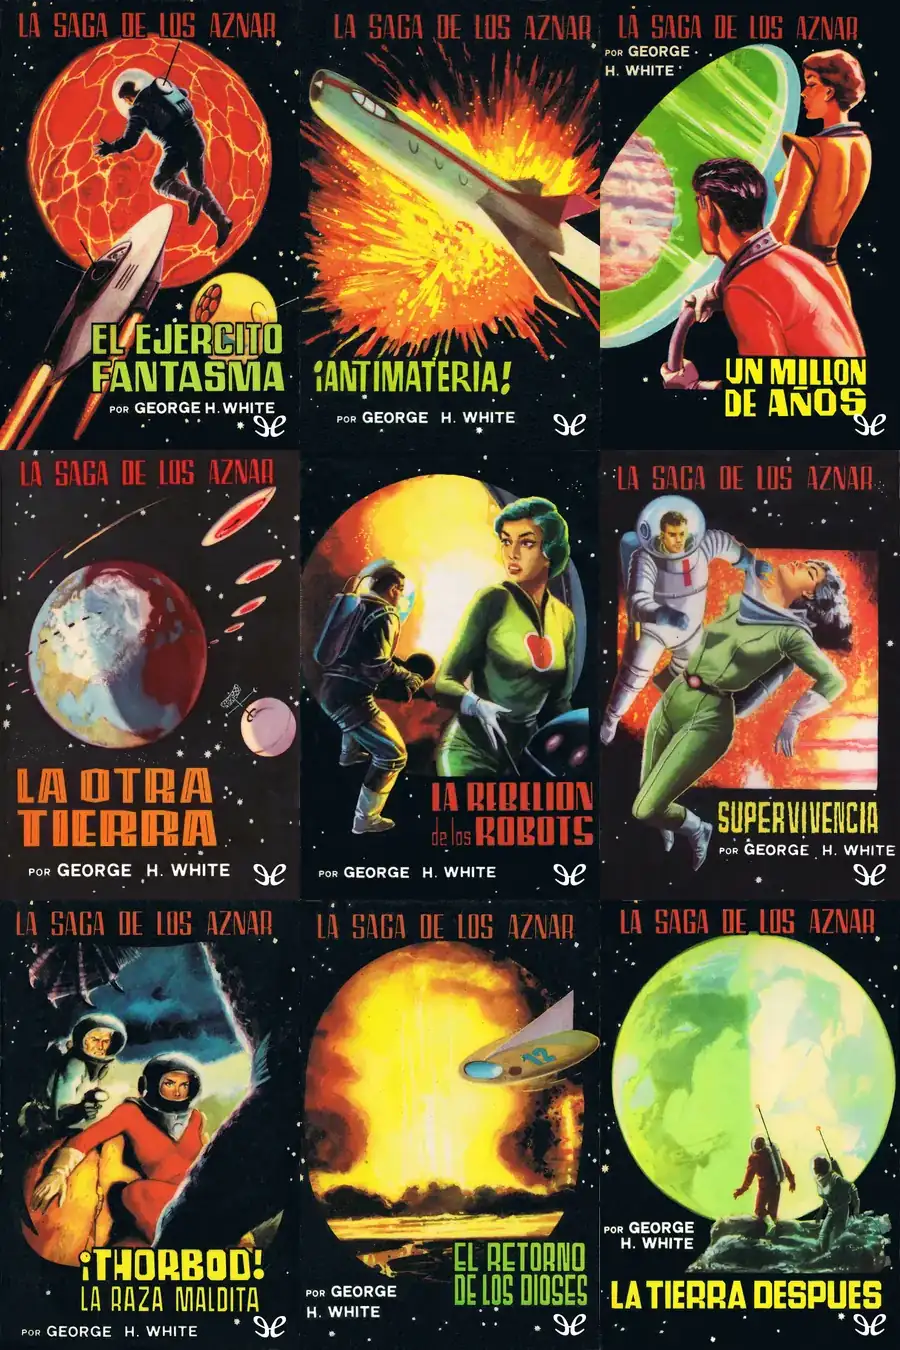 LA SAGA DE LOS AZNAR
EL EJERCITO
FANTASMA
POR GEORGE H. WHITE
LA SAGA DE LOS AZNAR
¡ANTIMATERIA!
POR GEORGE H. WHITE
LA SAGA DE LOS AZNAR
POR GEORGE
H. WHITE
UN MILLON
DE AÑOS
LA SAGA DE LOS AZNAR
LA OTRA
TIERRA
POR GEORGE H. WHITE
LA REBELION
de los ROBOTS
POR GEORGE H. WHITE
LA SAGA DE LOS AZNAR
SUPERVIVENCIA
POR GEORGE H. WHITE
LA SAGA DE LOS AZNAR
¡THORBOD!
LA RAZA MALDITA
POR GEORGE H. WHITE
LA SAGA DE LOS AZNAR
12
EL RETORNO
DE LOS DIOSES
POR GEORGE
H. WHITE
LA SAGA DE LOS AZNAR
POR GEORGE
H. WHITE
LA TIERRA DESPUES